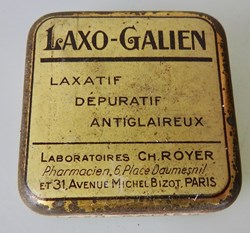 LAXO-GALIEN
LAXATIF
DÉPURATIF
ANTIGLAIREUX
LABORATOIRES CH. ROYER
Pharmacien, 6, Place Daumesnil
ET 31, AVENUE MICHEL BIZOT, PARIS